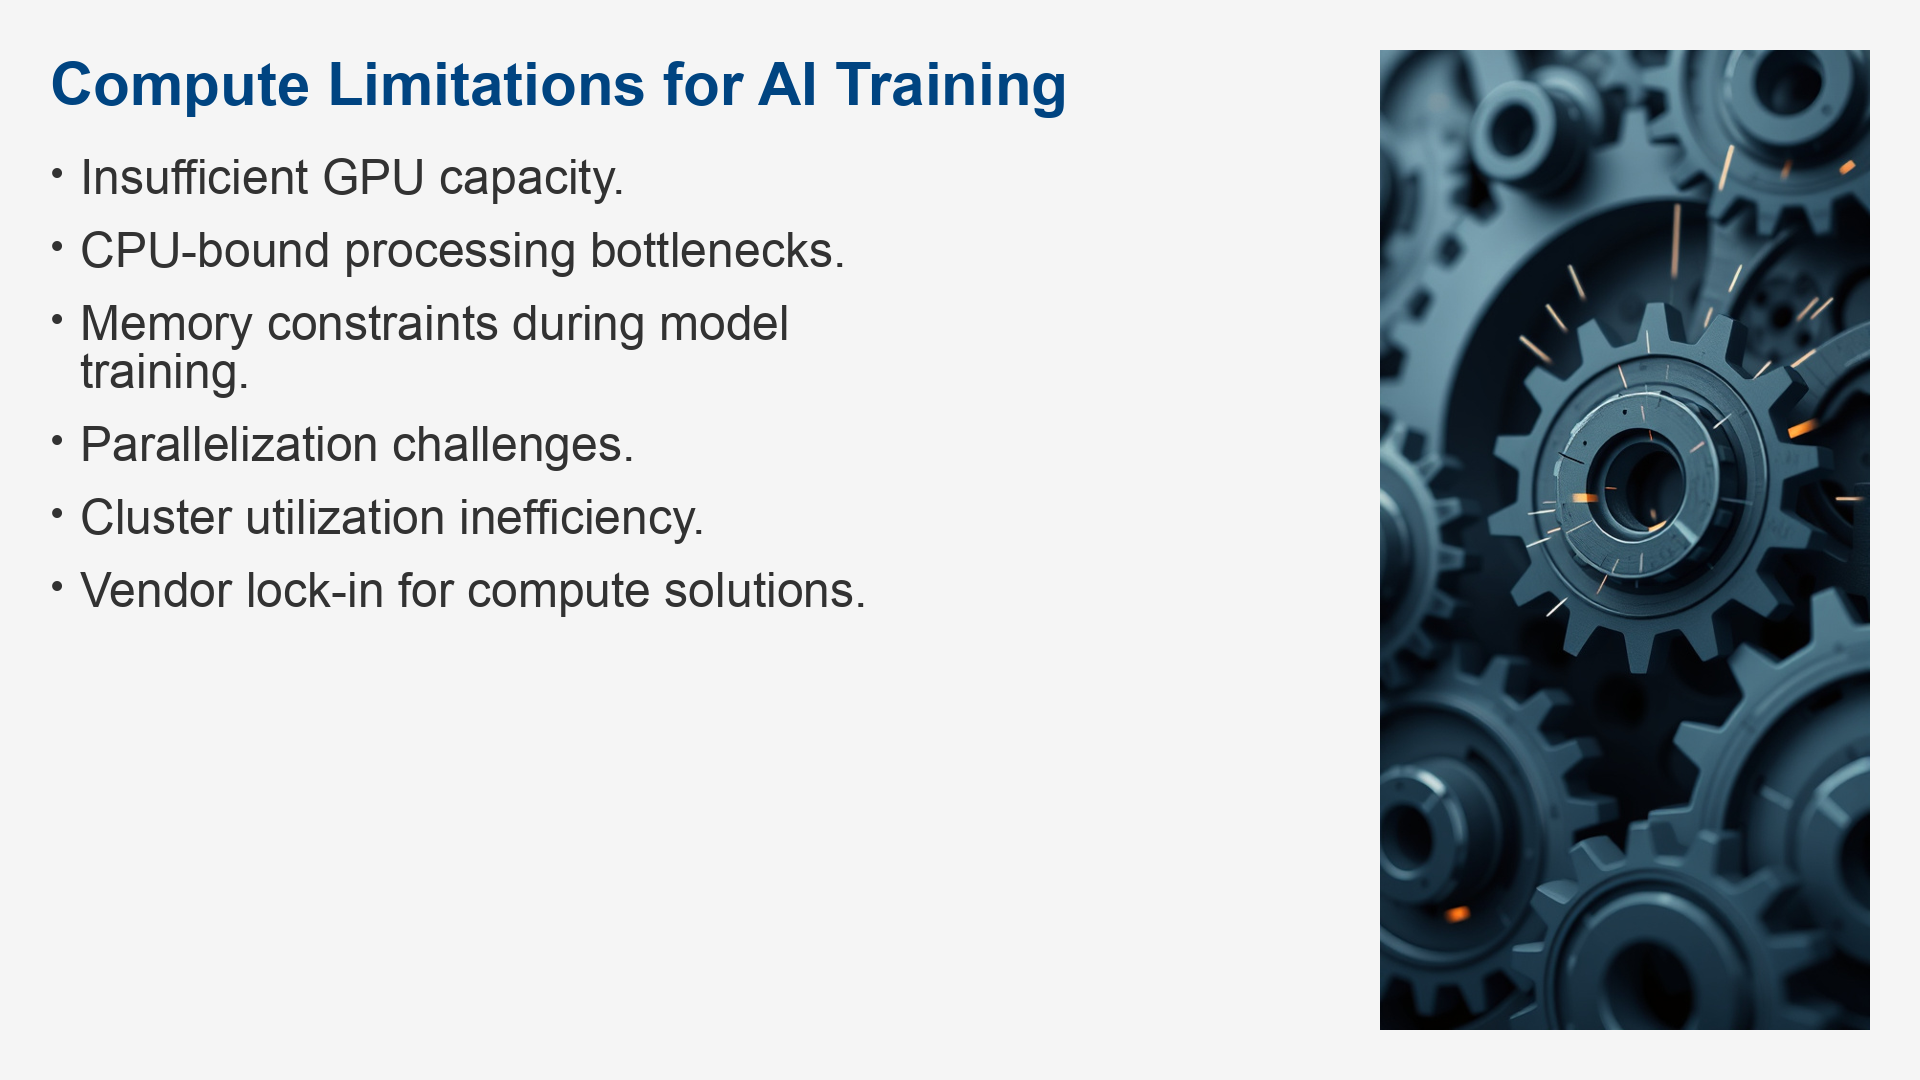 Compute Limitations for AI Training
• Insufficient GPU capacity.
• CPU-bound processing bottlenecks.
• Memory constraints during model
training.
• Parallelization challenges.
• Cluster utilization inefficiency.
• Vendor lock-in for compute solutions.